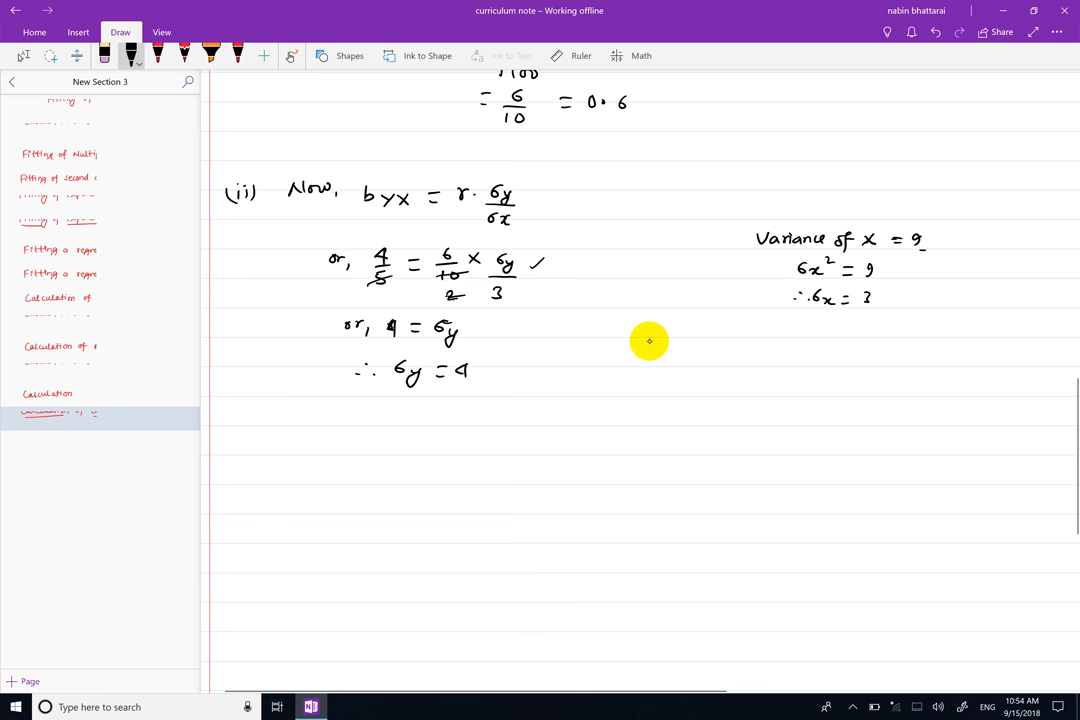 curriculum note – Working offline
nabin bhattarai
Home Insert Draw View
Share
Shapes Ink to Shape Ink to Text Ruler Math
New Section 3
Fitting of Multip
Fitting of second o
Fitting a regre
Fitting a regre
Calculation of
Calculation of
Calculation
Page
√100
= 6/10 = 0.6
(ii) Now, byx = r. σy/σx
or, 4/5 = 6/10 × σy/3 ✓
2
or, 4 = σy
∴ σy = 4
Variance of X = 9
σx² = 9
∴ σx = 3
Type here to search
ENG
10:54 AM
9/15/2018